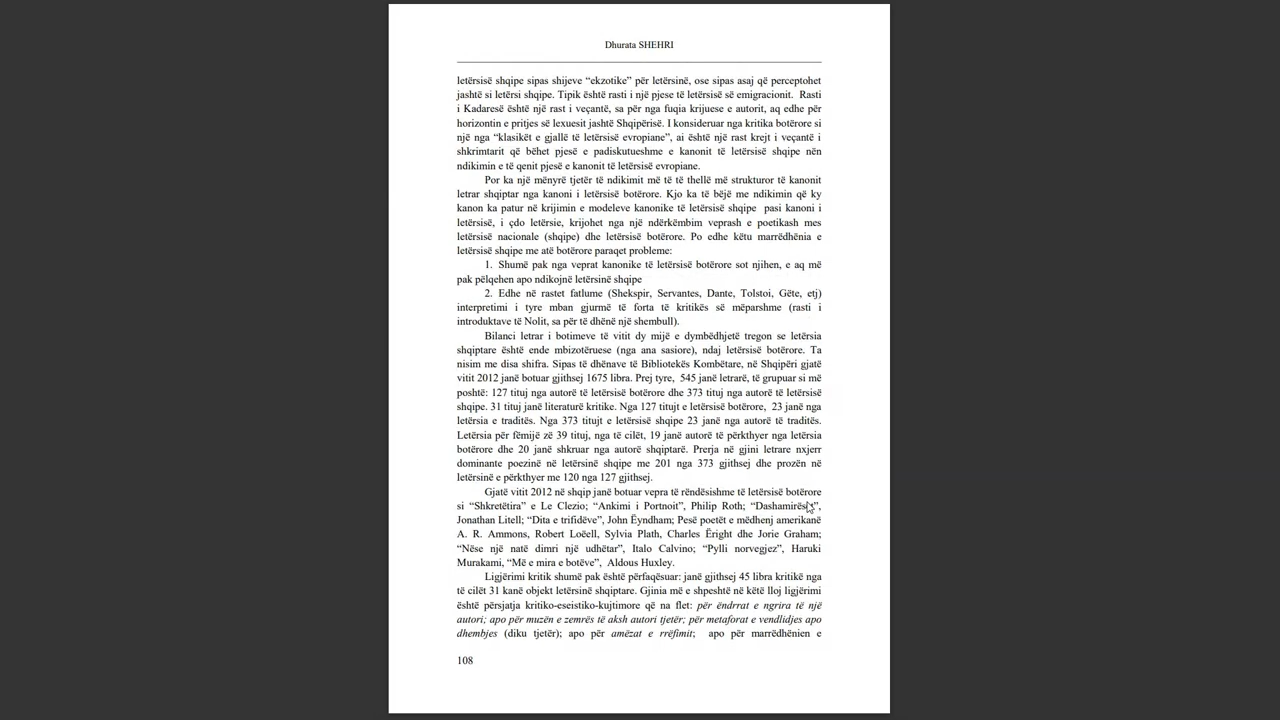 Dhurata SHEHRI
letërsisë shqipe sipas shijeve “ekzotike” për letërsinë, ose sipas asaj që perceptohet
jashtë si letërsi shqipe. Tipik është rasti i një pjese të letërsisë së emigracionit. Rasti
i Kadaresë është një rast i veçantë, sa për nga fuqia krijuese e autorit, aq edhe për
horizontin e pritjes së lexuesit jashtë Shqipërisë. I konsideruar nga kritika botërore si
një nga “klasikët e gjallë të letërsisë evropiane”, ai është një rast krejt i veçantë i
shkrimtarit që bëhet pjesë e padiskutueshme e kanonit të letërsisë shqipe nën
ndikimin e të qenit pjesë e kanonit të letërsisë evropiane.
Por ka një mënyrë tjetër të ndikimit më të të thellë më strukturor të kanonit
letrar shqiptar nga kanoni i letërsisë botërore. Kjo ka të bëjë me ndikimin që ky
kanon ka patur në krijimin e modeleve kanonike të letërsisë shqipe pasi kanoni i
letërsisë, i çdo letërsie, krijohet nga një ndërkëmbim veprash e poetikash mes
letërsisë nacionale (shqipe) dhe letërsisë botërore. Po edhe këtu marrëdhënia e
letërsisë shqipe me atë botërore paraqet probleme:
1. Shumë pak nga veprat kanonike të letërsisë botërore sot njihen, e aq më
pak pëlqehen apo ndikojnë letërsinë shqipe
2. Edhe në rastet fatlume (Shekspir, Servantes, Dante, Tolstoi, Gëte, etj)
interpretimi i tyre mban gjurmë të forta të kritikës së mëparshme (rasti i
introduktave të Nolit, sa për të dhënë një shembull).
Bilanci letrar i botimeve të vitit dy mijë e dymbëdhjetë tregon se letërsia
shqiptare është ende mbizotëruese (nga ana sasiore), ndaj letërsisë botërore. Ta
nisim me disa shifra. Sipas të dhënave të Bibliotekës Kombëtare, në Shqipëri gjatë
vitit 2012 janë botuar gjithsej 1675 libra. Prej tyre, 545 janë letrarë, të grupuar si më
poshtë: 127 tituj nga autorë të letërsisë botërore dhe 373 tituj nga autorë të letërsisë
shqipe. 31 tituj janë literaturë kritike. Nga 127 titujt e letërsisë botërore, 23 janë nga
letërsia e traditës. Nga 373 titujt e letërsisë shqipe 23 janë nga autorë të traditës.
Letërsia për fëmijë zë 39 tituj, nga të cilët, 19 janë autorë të përkthyer nga letërsia
botërore dhe 20 janë shkruar nga autorë shqiptarë. Prerja në gjini letrare nxjerr
dominante poezinë në letërsinë shqipe me 201 nga 373 gjithsej dhe prozën në
letërsinë e përkthyer me 120 nga 127 gjithsej.
Gjatë vitit 2012 në shqip janë botuar vepra të rëndësishme të letërsisë botërore
si “Shkretëtira” e Le Clezio; “Ankimi i Portnoit”, Philip Roth; “Dashamirësit”,
Jonathan Litell; “Dita e trifidëve”, John Ëyndham; Pesë poetët e mëdhenj amerikanë
A. R. Ammons, Robert Loëell, Sylvia Plath, Charles Ëright dhe Jorie Graham;
“Nëse një natë dimri një udhëtar”, Italo Calvino; “Pylli norvegjez”, Haruki
Murakami, “Më e mira e botëve”, Aldous Huxley.
Ligjërimi kritik shumë pak është përfaqësuar: janë gjithsej 45 libra kritikë nga
të cilët 31 kanë objekt letërsinë shqiptare. Gjinia më e shpeshtë në këtë lloj ligjërimi
është përsjatja kritiko-eseistiko-kujtimore që na flet: për ëndrrat e ngrira të një
autori; apo për muzën e zemrës të aksh autori tjetër; për metaforat e vendlidjes apo
dhembjes (diku tjetër); apo për amëzat e rrëfimit; apo për marrëdhënien e
108